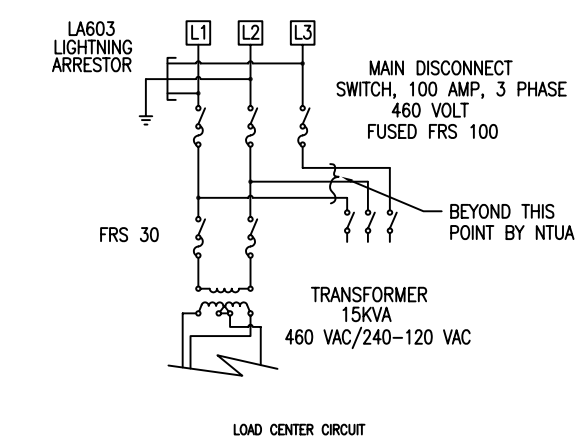 LA603
LIGHTNING
ARRESTOR
L1 L2 L3
MAIN DISCONNECT
SWITCH, 100 AMP, 3 PHASE
460 VOLT
FUSED FRS 100
BEYOND THIS
POINT BY NTUA
FRS 30
TRANSFORMER
15KVA
460 VAC/240-120 VAC
LOAD CENTER CIRCUIT